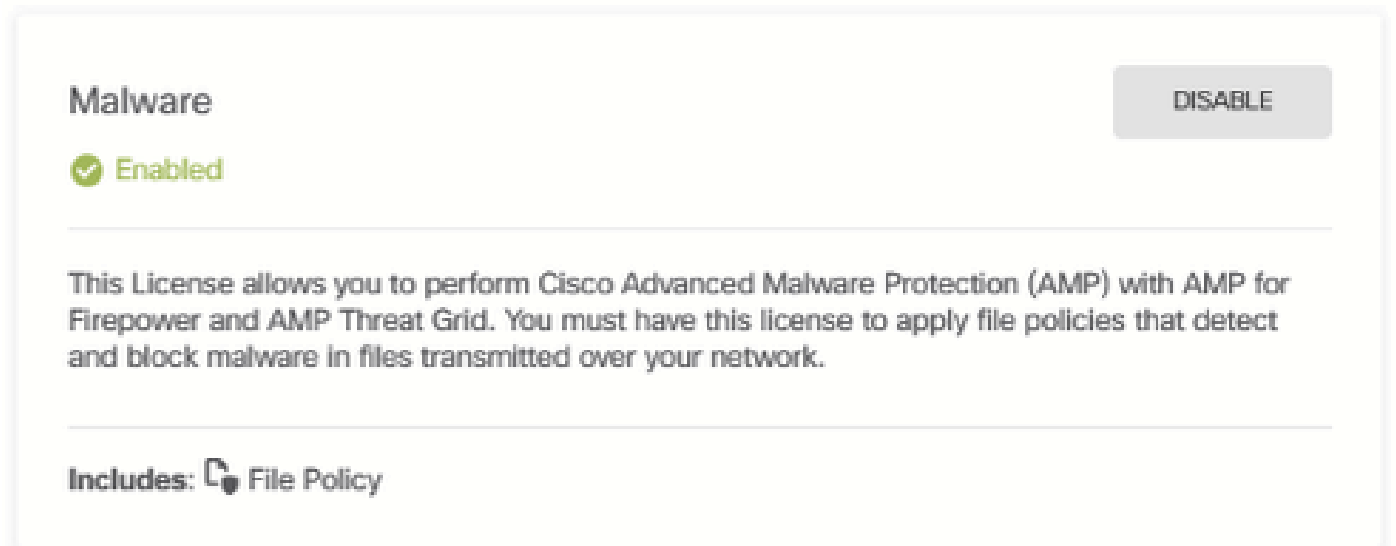 Malware
DISABLE
Enabled
This License allows you to perform Cisco Advanced Malware Protection (AMP) with AMP for
Firepower and AMP Threat Grid. You must have this license to apply file policies that detect
and block malware in files transmitted over your network.
Includes: File Policy